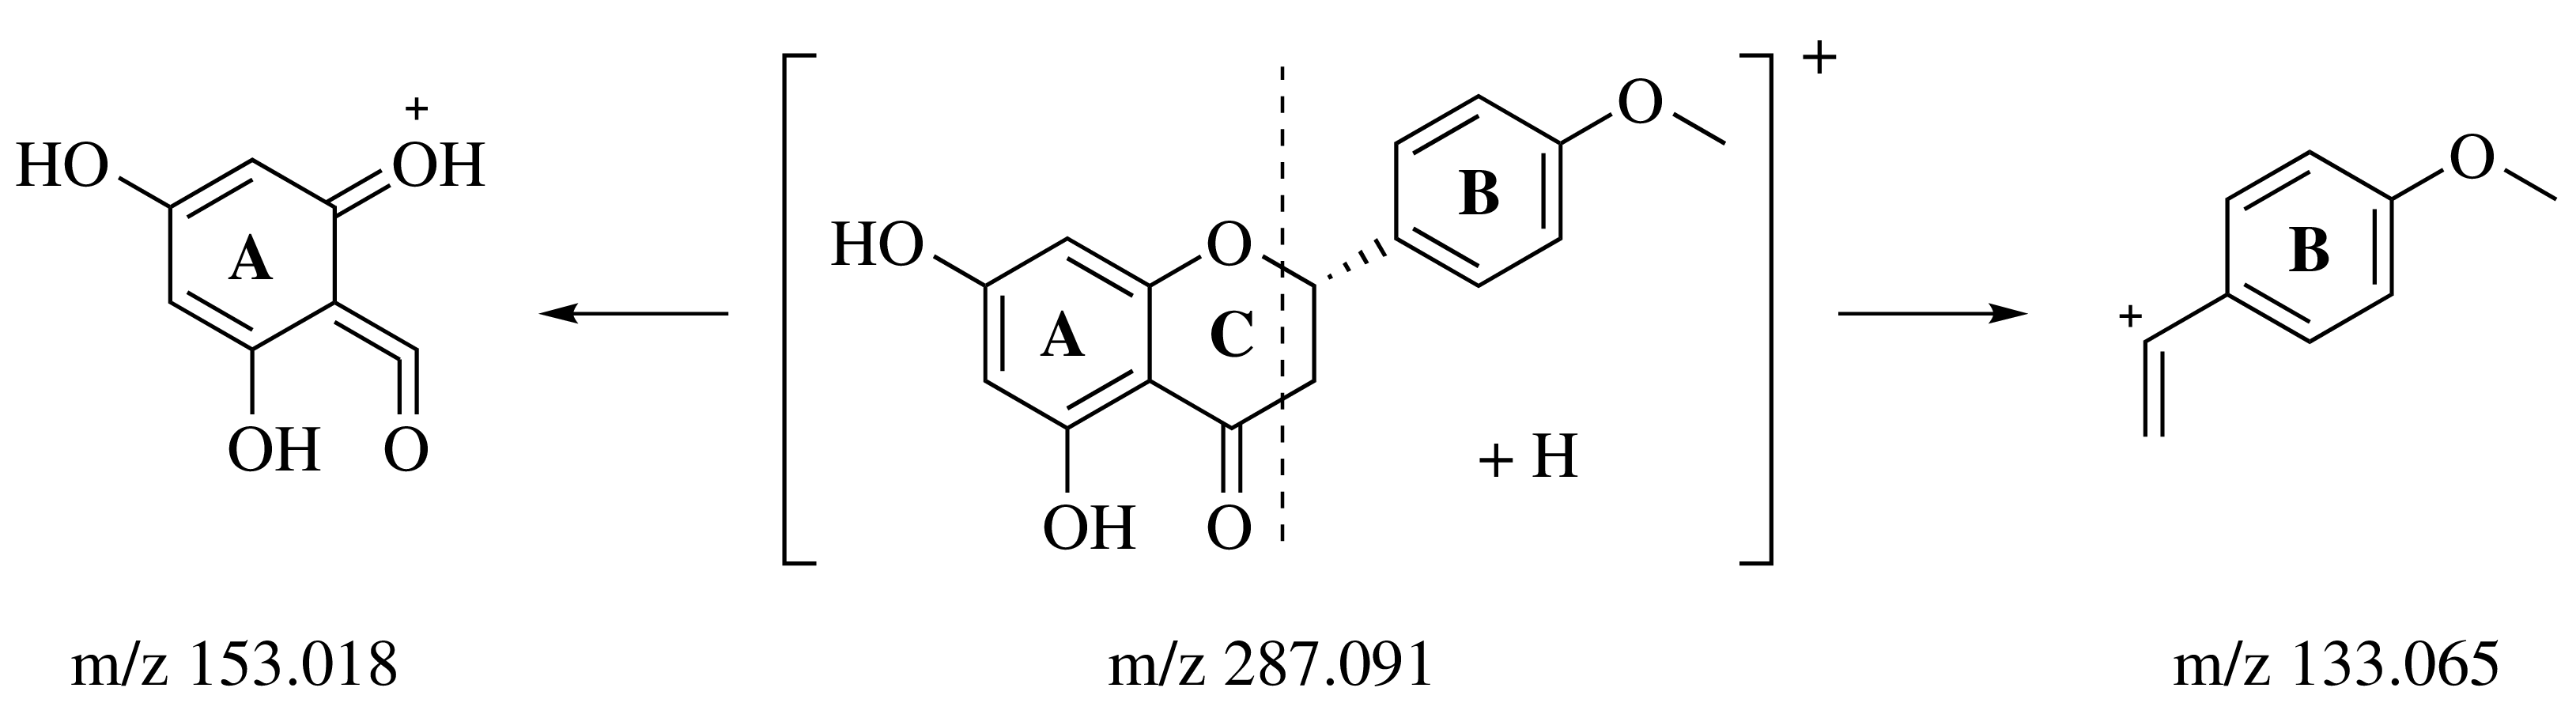 +
HO
OH
A
OH
O
HO
O
A
C
OH
O
B
O
+ H
+
O
B
+
m/z 153.018
m/z 287.091
m/z 133.065